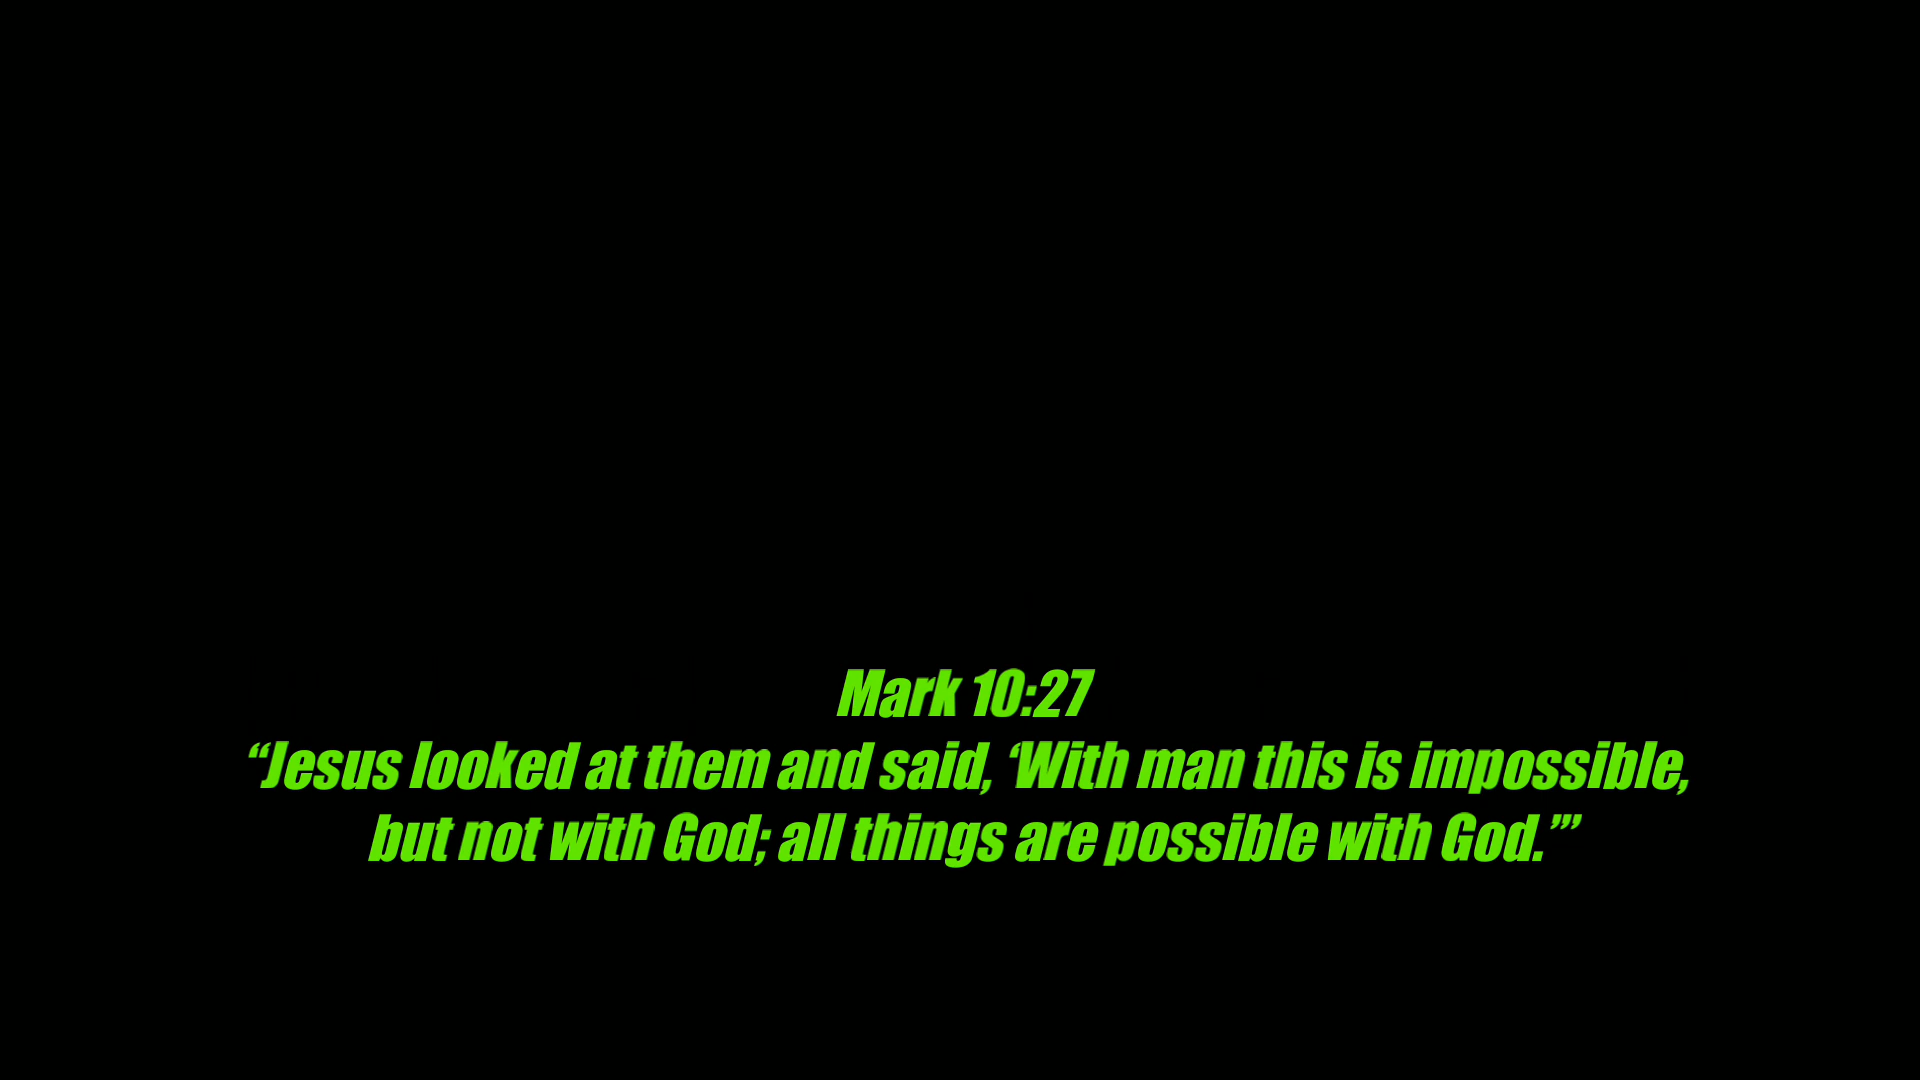 Mark 10:27
“Jesus looked at them and said, ‘With man this is impossible,
but not with God; all things are possible with God.’”